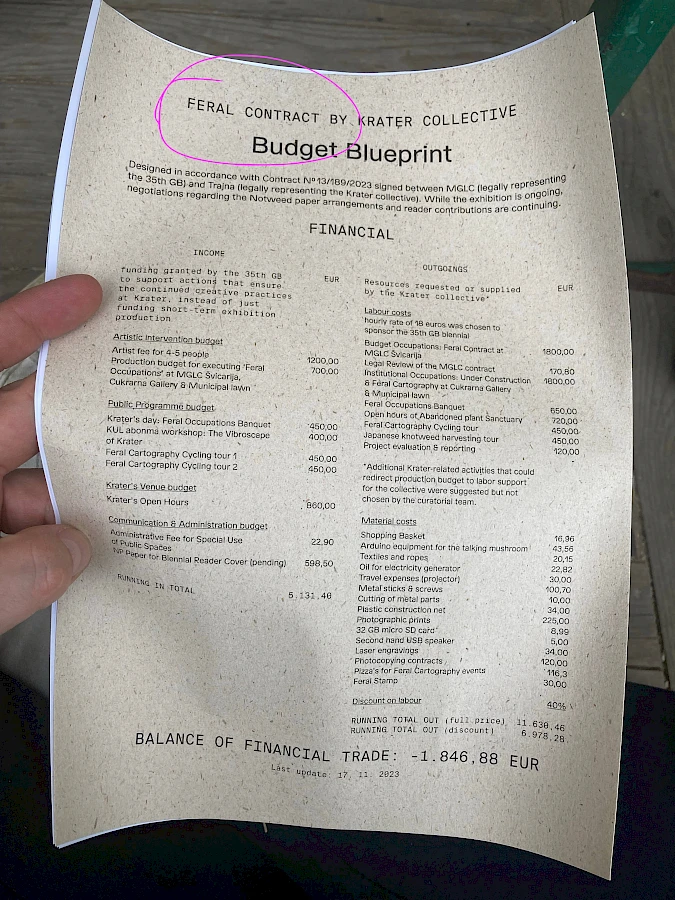 FERAL CONTRACT BY KRATER COLLECTIVE
Budget Blueprint
Designed in accordance with Contract Nº13/189/2023 signed between MGLC (legally representing
the 35th GB) and Trajna (legally representing the Krater collective). While the exhibition is ongoing,
negotiations regarding the Notweed paper arrangements and reader contributions are continuing.
FINANCIAL
INCOME
funding granted by the 35th GB EUR
to support actions that ensure
the continued creative practices
at Krater, instead of just
funding short-term exhibition
production
Artistic intervention budget
Artist fee for 4-5 people 1200,00
Production budget for executing 'Feral 700,00
Occupations' at MGLC Švicarija,
Cukrarna Gallery & Municipal lawn
Public Programme budget
Krater's day: Feral Occupations Banquet 450,00
KUL abonma workshop: The Vibroscape 400,00
of Krater
Feral Cartography Cycling tour 1 450,00
Feral Cartography Cycling tour 2 450,00
Krater's Venue budget
Krater's Open Hours 860,00
Communication & Administration budget
Administrative Fee for Special Use 22,90
of Public Spaces
NP Paper for Biennial Reader Cover (pending) 598,50
RUNNING IN TOTAL 5.131,40
OUTGOINGS
Resources requested or supplied EUR
by the Krater collective*
Labour costs
hourly rate of 18 euros was chosen to
sponsor the 35th GB biennial
Budget Occupations: Feral Contract at 1800,00
MGLC Švicarija
Legal Review of the MGLC contract 170,80
Institutional Occupations: Under Construction 1800,00
& Feral Cartography at Cukrarna Gallery
& Municipal lawn
Feral Occupations Banquet 650,00
Open hours of Abandoned plant Sanctuary 720,00
Feral Cartography Cycling tour 450,00
Japanese knotweed harvesting tour 450,00
Project evaluation & reporting 120,00
*Additional Krater-related activities that could
redirect production budget to labour support
for the collective were suggested but not
chosen by the curatorial team.
Material costs
Shopping Basket 16,96
Arduino equipment for the talking mushroom 43,56
Textiles and ropes 20,15
Oil for electricity generator 22,82
Travel expenses (projector) 30,00
Metal sticks & screws 100,70
Cutting of metal parts 10,00
Plastic construction net 34,00
Photographic prints 225,00
32 GB micro SD card 8,99
Second hand USB speaker 5,00
Laser engravings 34,00
Photocopying contracts 120,00
Pizza's for Feral Cartography events 116,3
Feral Stamp 30,00
Discount on labour 40%
RUNNING TOTAL OUT (full price) 11.630,46
RUNNING TOTAL OUT (discount) 6.978,28
BALANCE OF FINANCIAL TRADE: -1.846,88 EUR
Last update: 17. 11. 2023